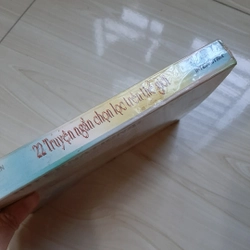 22 Truyện ngắn chọn lọc trên thế giới